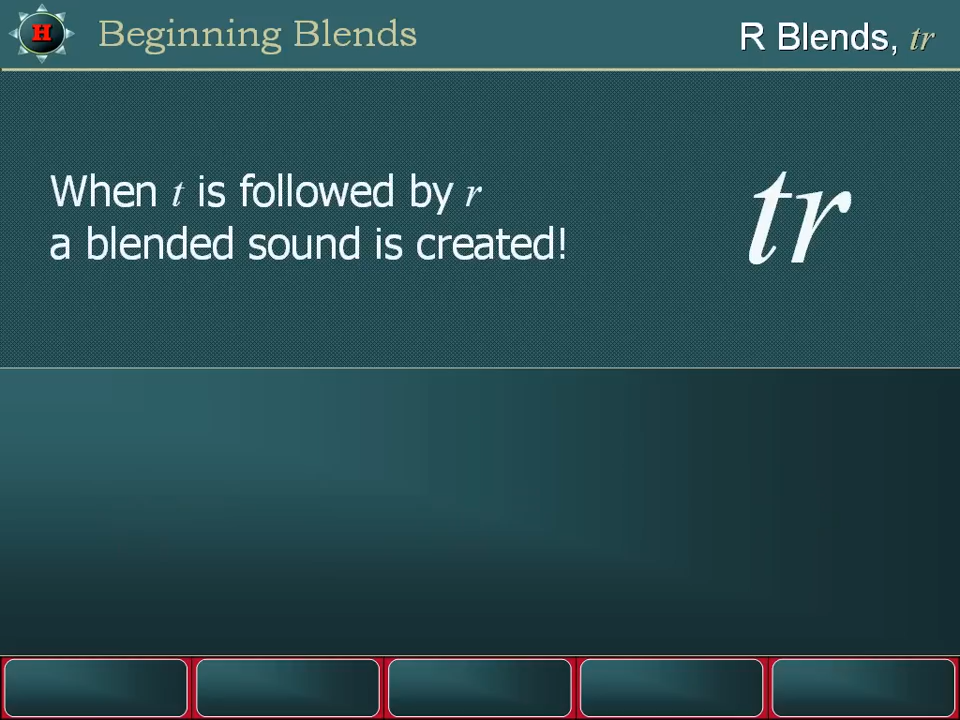 H
Beginning Blends
R Blends, tr
When t is followed by r
a blended sound is created!
tr